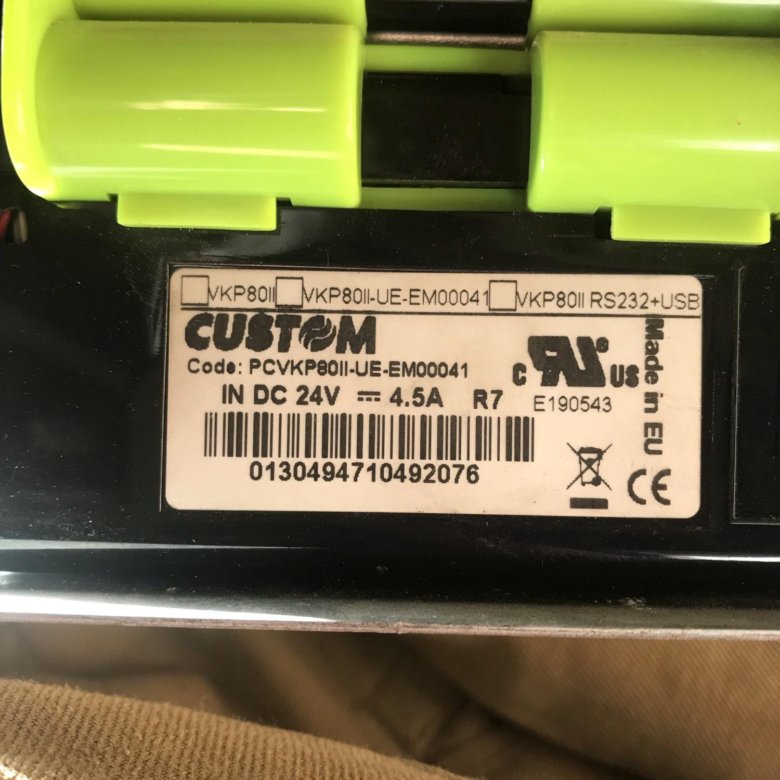 VKP80II VKP80II-UE-EM00041 VKP80II RS232+USB
CUSTOM
Code: PCVKP80II-UE-EM00041
IN DC 24V 4.5A R7
C US
E190543
0130494710492076
CE
Made in EU